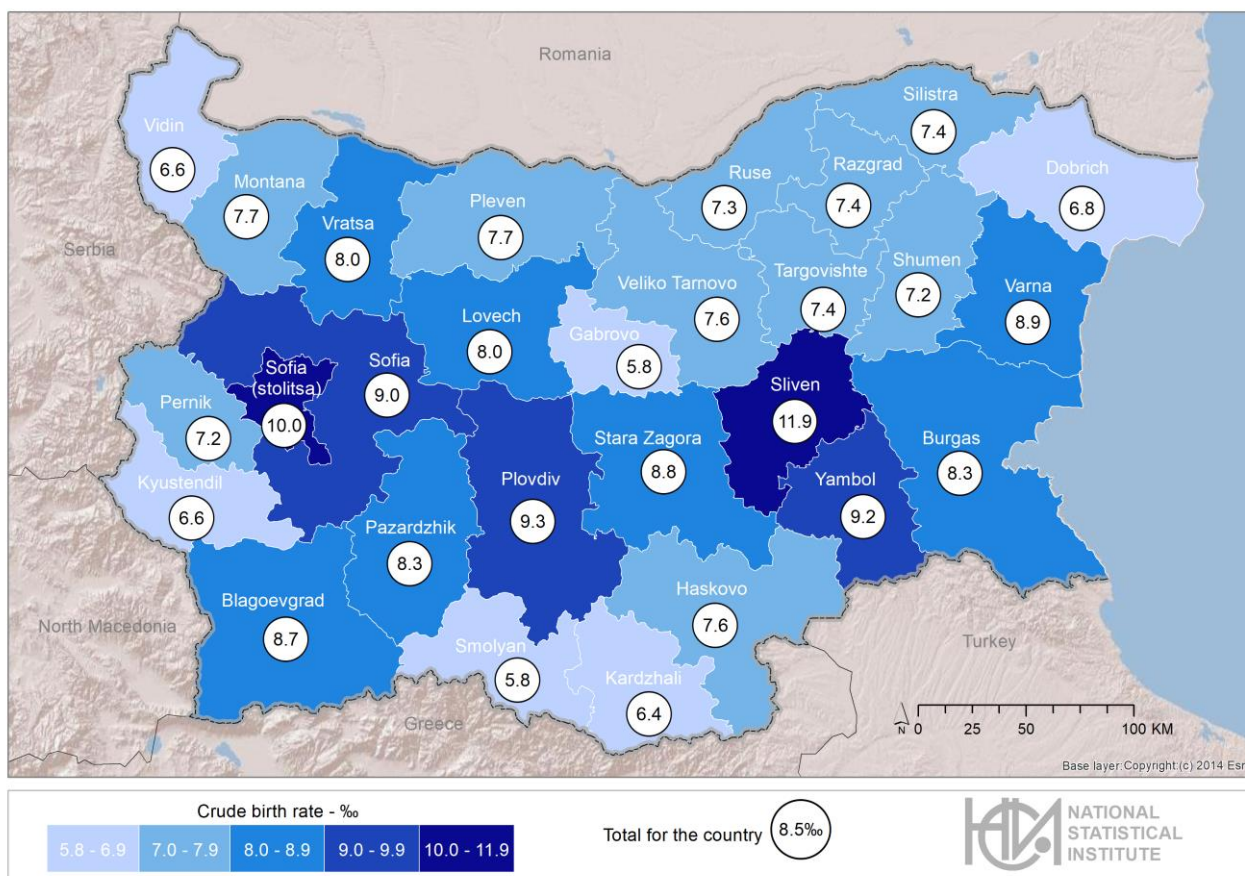 Romania
Silistra
7.4
Vidin
6.6
Dobrich
6.8
Montana
7.7
Razgrad
7.4
Ruse
7.3
Pleven
7.7
Vratsa
8.0
Serbia
Shumen
7.2
Targovishte
7.4
Veliko Tarnovo
7.6
Varna
8.9
Lovech
8.0
Gabrovo
5.8
Sofia
(stolitsa)
10.0
Sofia
9.0
Sliven
11.9
Pernik
7.2
Stara Zagora
8.8
Burgas
8.3
Kyustendil
6.6
Plovdiv
9.3
Yambol
9.2
Pazardzhik
8.3
Haskovo
7.6
Blagoevgrad
8.7
North Macedonia
Smolyan
5.8
Kardzhali
6.4
Turkey
Greece
N
0 25 50 100 KM
Base layer:Copyright:(c) 2014 Esr
Crude birth rate - ‰
5.8 - 6.9 7.0 - 7.9 8.0 - 8.9 9.0 - 9.9 10.0 - 11.9
Total for the country 8.5‰
НСИ
NATIONAL
STATISTICAL
INSTITUTE